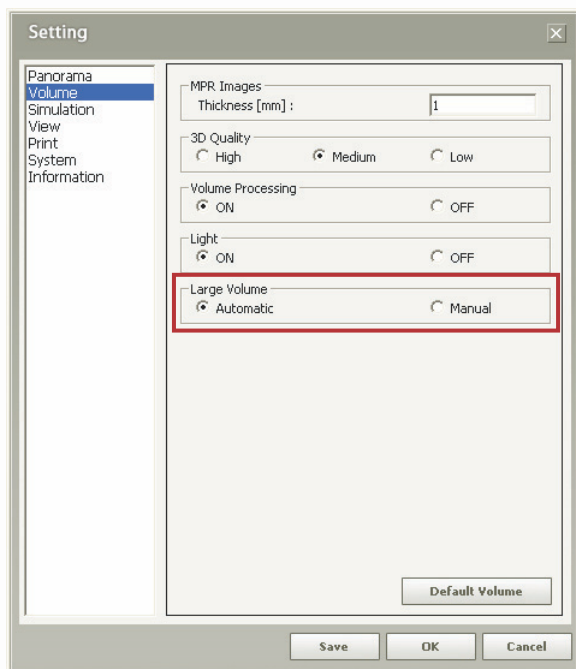 Setting
Panorama
Volume
Simulation
View
Print
System
Information
MPR Images
Thickness [mm] : 1
3D Quality
High Medium Low
Volume Processing
ON OFF
Light
ON OFF
Large Volume
Automatic Manual
Default Volume
Save OK Cancel